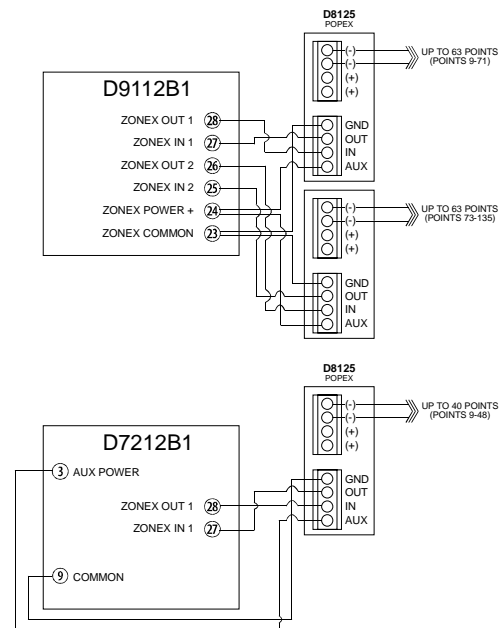 D8125
POPEX
(-)
(-)
(+)
(+)
UP TO 63 POINTS
(POINTS 9-71)
D9112B1
ZONEX OUT 1 28
ZONEX IN 1 27
ZONEX OUT 2 26
ZONEX IN 2 25
ZONEX POWER + 24
ZONEX COMMON 23
GND
OUT
IN
AUX
(-)
(-)
(+)
(+)
UP TO 63 POINTS
(POINTS 73-135)
GND
OUT
IN
AUX
D8125
POPEX
(-)
(-)
(+)
(+)
UP TO 40 POINTS
(POINTS 9-48)
D7212B1
3 AUX POWER
ZONEX OUT 1 28
ZONEX IN 1 27
9 COMMON
GND
OUT
IN
AUX